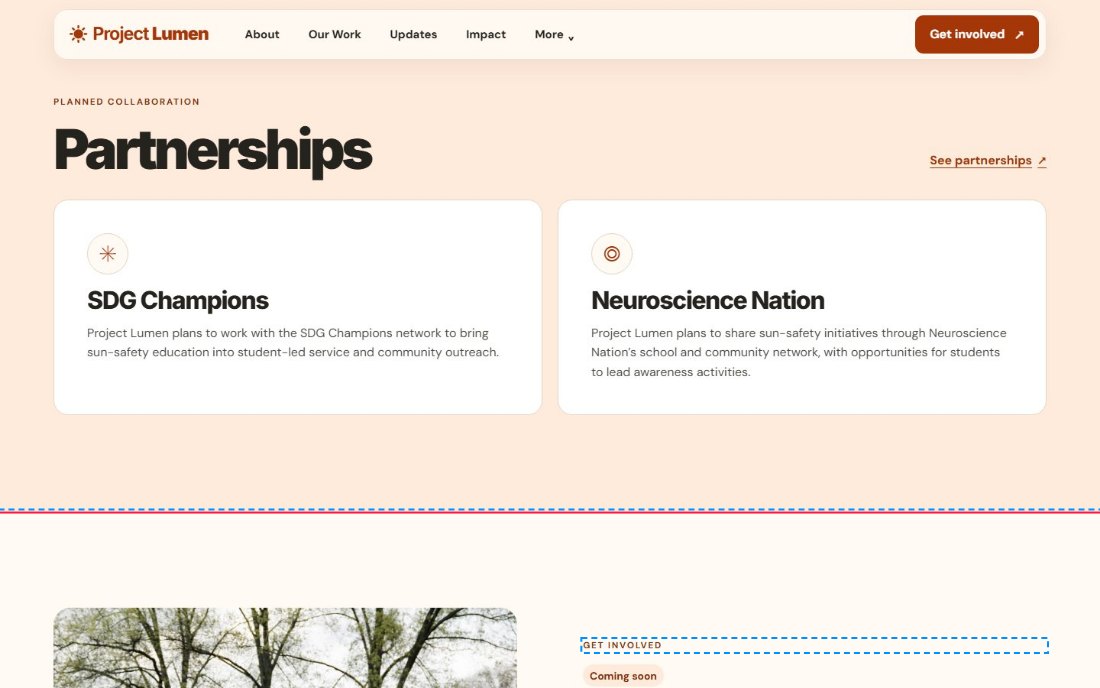 Project Lumen
About
Our Work
Updates
Impact
More
Get involved ↗
PLANNED COLLABORATION
Partnerships
See partnerships ↗
SDG Champions
Project Lumen plans to work with the SDG Champions network to bring
sun-safety education into student-led service and community outreach.
Neuroscience Nation
Project Lumen plans to share sun-safety initiatives through Neuroscience
Nation's school and community network, with opportunities for students
to lead awareness activities.
GET INVOLVED
Coming soon